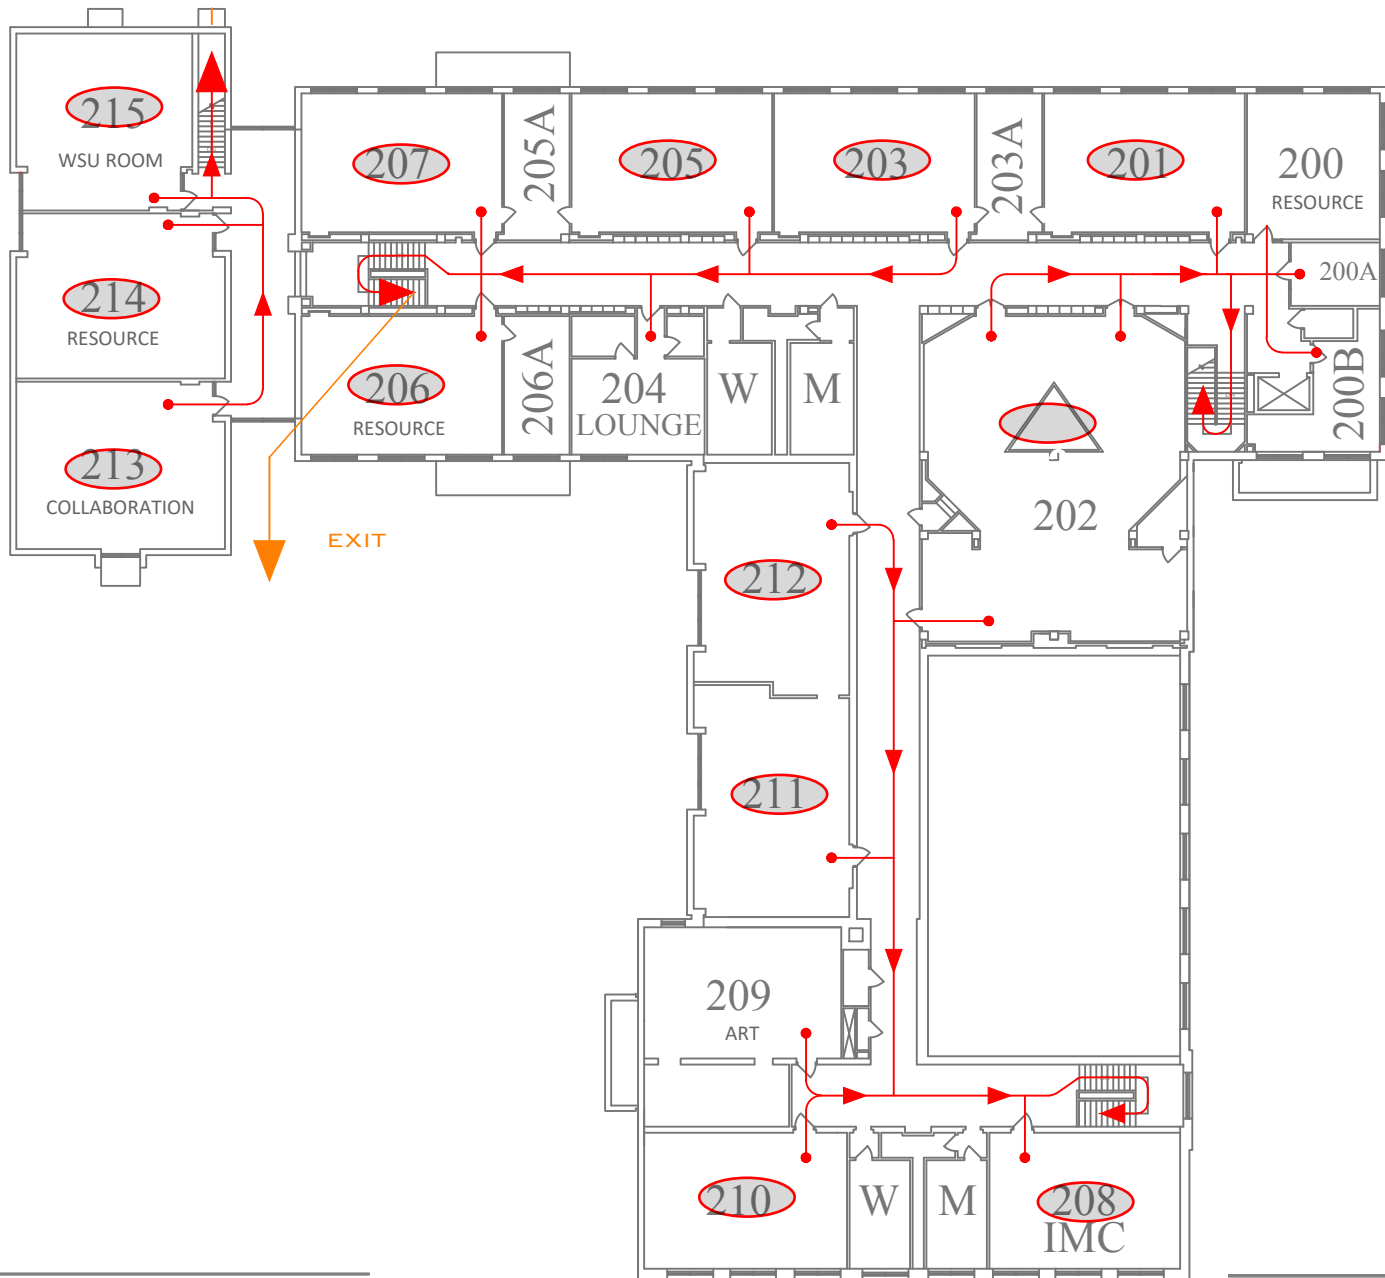 215
WSU ROOM
207
205A
205
203
203A
201
200
RESOURCE
200A
214
RESOURCE
206
RESOURCE
206A
204
LOUNGE
W
M
200B
213
COLLABORATION
202
EXIT
212
211
209
ART
210
W
M
208
IMC